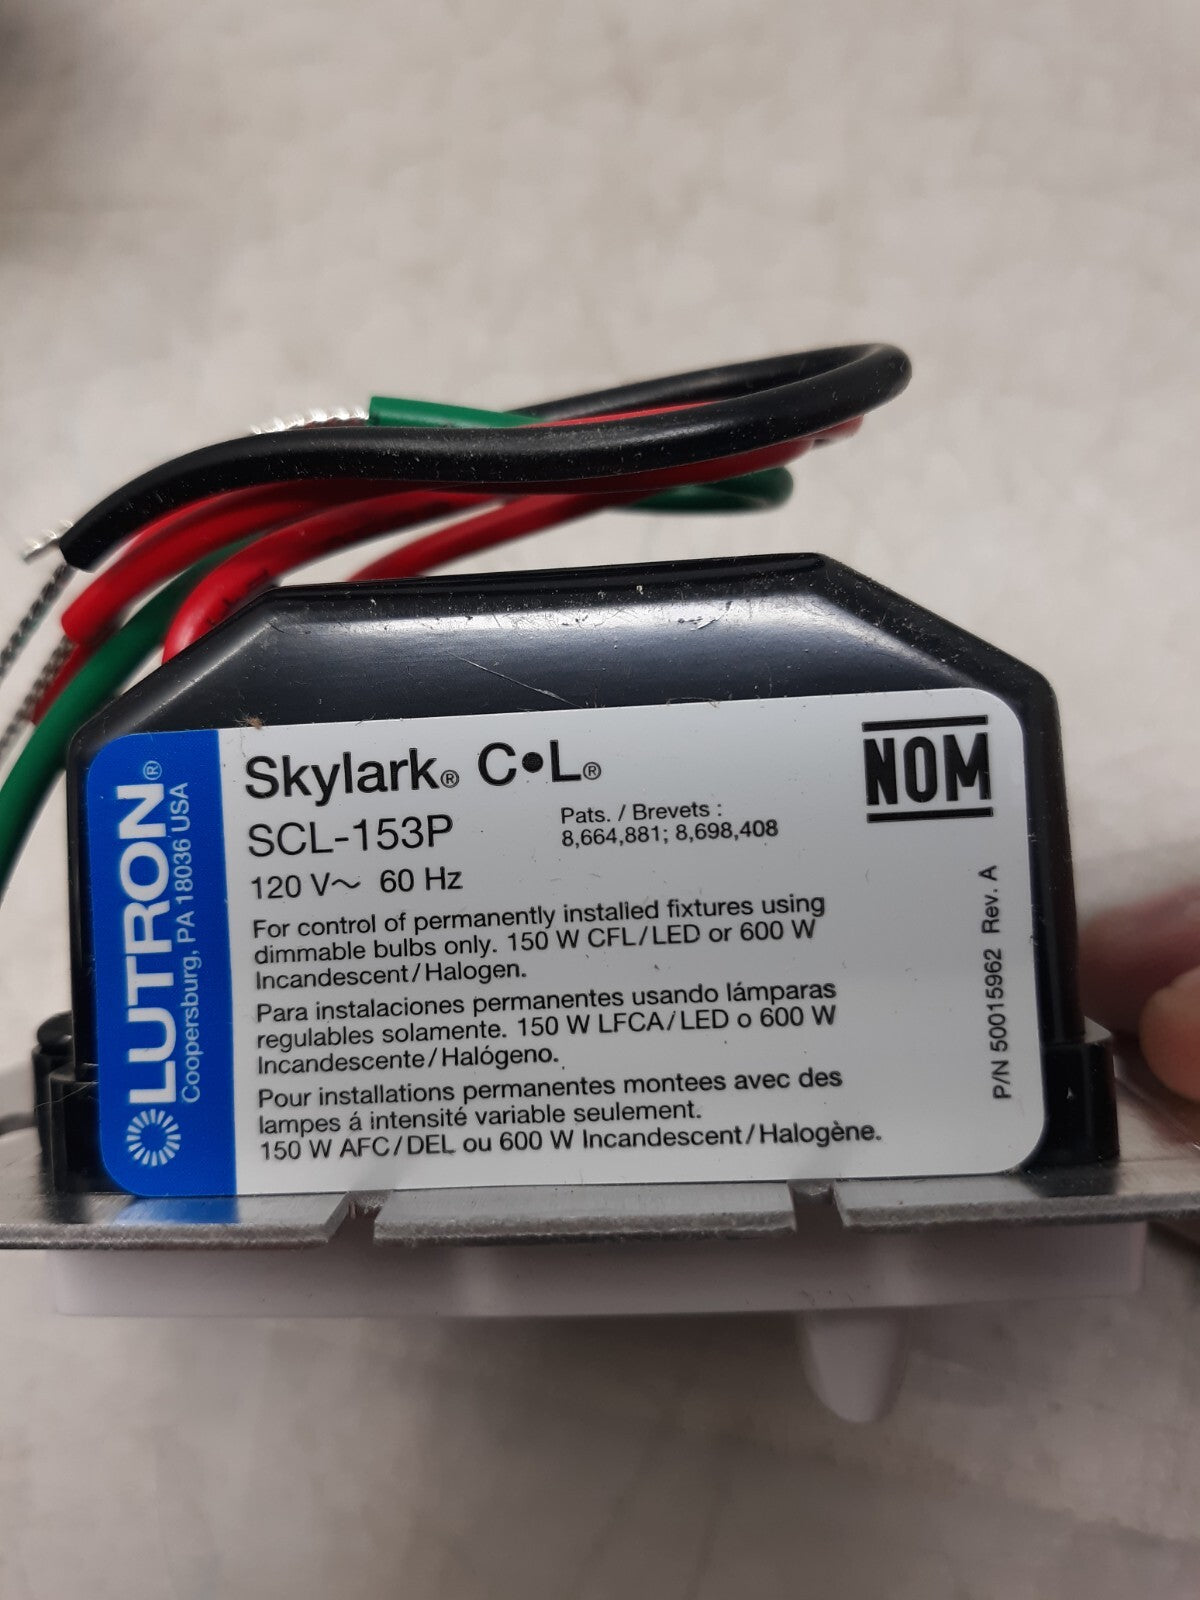 LUTRON®
Coopersburg, PA 18036 USA
Skylark® C•L®
SCL-153P
Pats. / Brevets :
8,664,881; 8,698,408
NOM
120 V~ 60 Hz
For control of permanently installed fixtures using
dimmable bulbs only. 150 W CFL/LED or 600 W
Incandescent/Halogen.
Para instalaciones permanentes usando lámparas
regulables solamente. 150 W LFCA/LED o 600 W
Incandescente/Halógeno.
Pour installations permanentes montees avec des
lampes á intensité variable seulement.
150 W AFC/DEL ou 600 W Incandescent/Halogène.
P/N 50015962 Rev. A